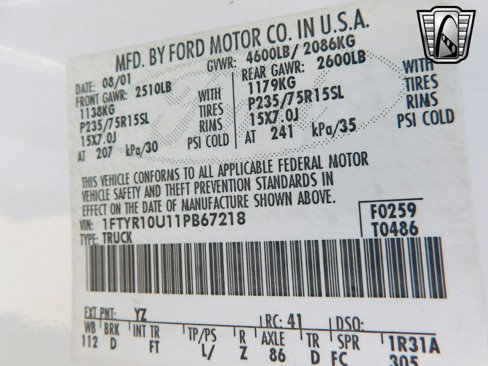 MFD. BY FORD MOTOR CO. IN U.S.A.
DATE: 08/01 GVWR: 4600LB/ 2086KG
FRONT GAWR: 2510LB REAR GAWR: 2600LB
1138KG WITH 1179KG WITH
P235/75R15SL TIRES P235/75R15SL TIRES
15X7.0J RIMS 15X7.0J RIMS
AT 207 kPa/30 PSI COLD AT 241 kPa/35 PSI COLD
THIS VEHICLE CONFORMS TO ALL APPLICABLE FEDERAL MOTOR
VEHICLE SAFETY AND THEFT PREVENTION STANDARDS IN
EFFECT ON THE DATE OF MANUFACTURE SHOWN ABOVE.
VIN: 1FTYR10U11PB67218 F0259
TYPE: TRUCK T0486
EXT PNT: YZ RC: 41 DSO:
WB BRK INT TR TP/PS R AXLE TR SPR 1R31A
112 D FT L/ Z 86 D FC 305